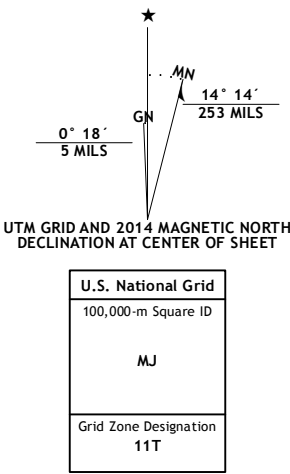 ★
MN
GN
14° 14´
253 MILS
0° 18´
5 MILS
UTM GRID AND 2014 MAGNETIC NORTH
DECLINATION AT CENTER OF SHEET
U.S. National Grid
100,000-m Square ID
MJ
Grid Zone Designation
11T